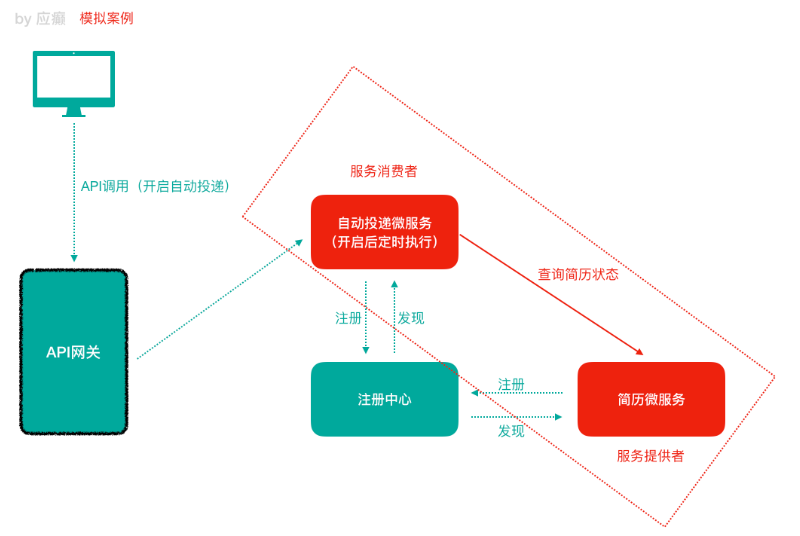 by 应癫 模拟案例
API调用（开启自动投递）
服务消费者
自动投递微服务
（开启后定时执行）
查询简历状态
注册
发现
API网关
注册中心
注册
简历微服务
发现
服务提供者